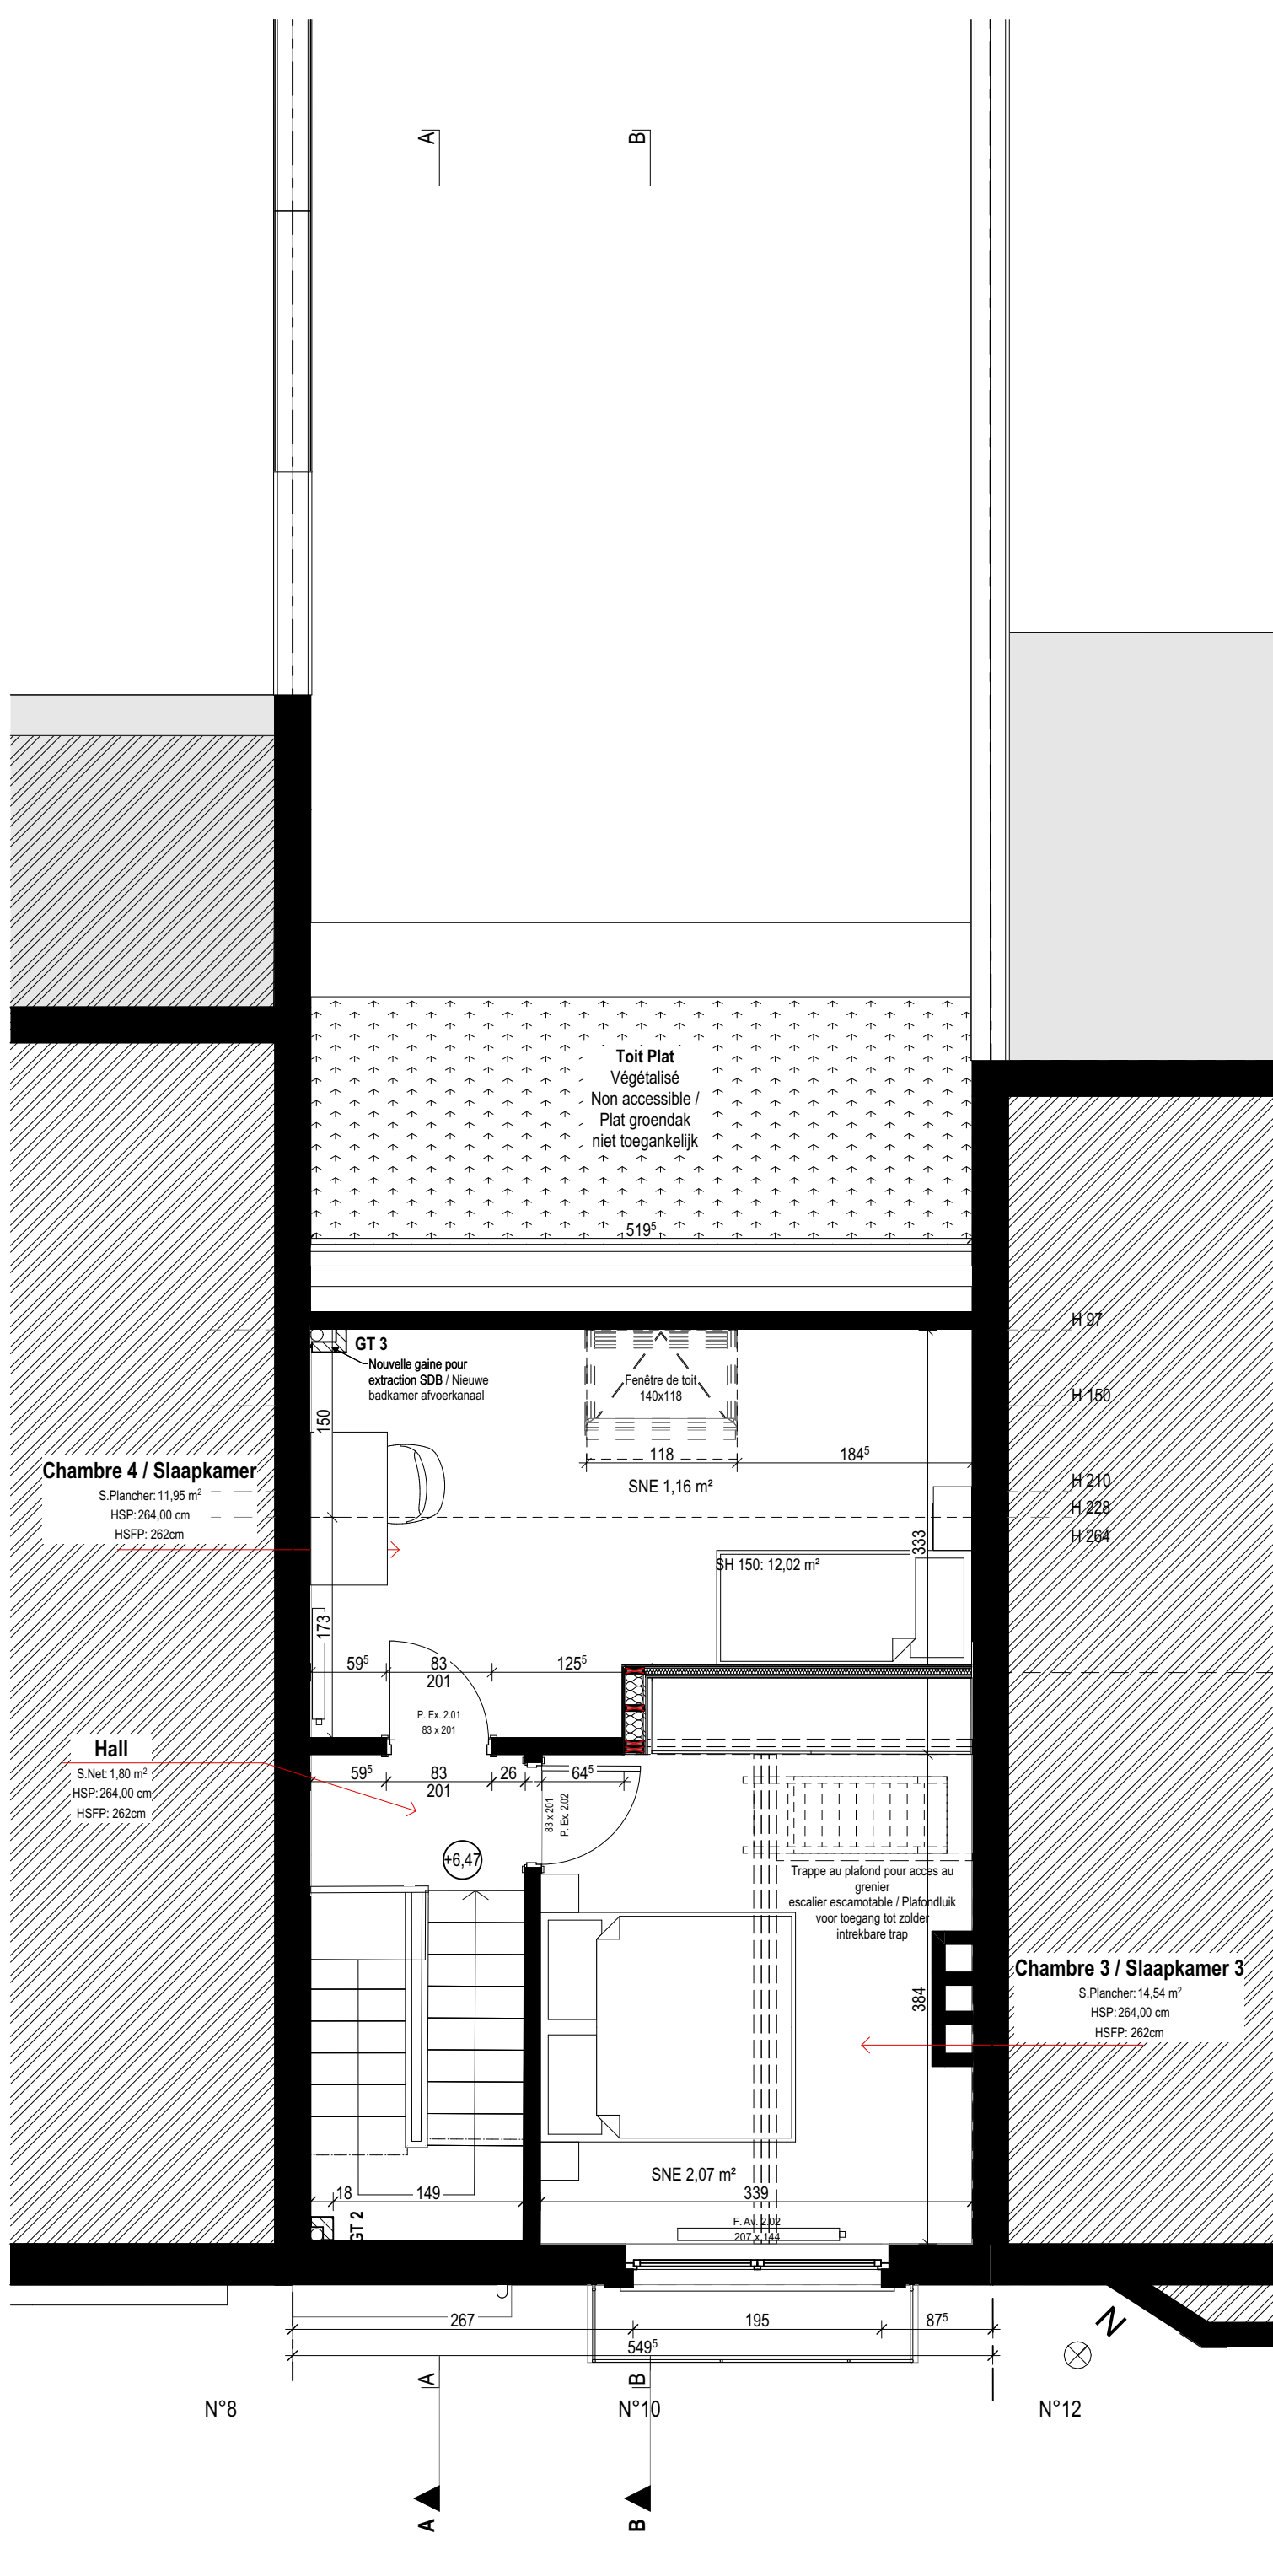 A
B
Toit Plat
Végétalisé
Non accessible /
Plat groendak
niet toegankelijk
519⁵
GT 3
Nouvelle gaine pour
extraction SDB / Nieuwe
badkamer afvoerkanaal
Fenêtre de toit
140x118
H 97
H 150
H 210
H 228
H 264
150
118
184⁵
SNE 1,16 m²
Chambre 4 / Slaapkamer
S.Plancher: 11,95 m²
HSP: 264,00 cm
HSFP: 262cm
333
SH 150: 12,02 m²
173
59⁵
83
201
125⁵
P. Ex. 2.01
83 x 201
Hall
S.Net: 1,80 m²
HSP: 264,00 cm
HSFP: 262cm
59⁵
83
201
26
64⁵
83 x 201
P. Ex. 2.02
+6,47
Trappe au plafond pour acces au
grenier
escalier escamotable / Plafondluik
voor toegang tot zolder
intrekbare trap
Chambre 3 / Slaapkamer 3
S.Plancher: 14,54 m²
HSP: 264,00 cm
HSFP: 262cm
384
SNE 2,07 m²
18
149
339
GT 2
F. Av. 2.02
207 x 144
267
195
87⁵
549⁵
N
A
B
N°8
N°10
N°12
A
B